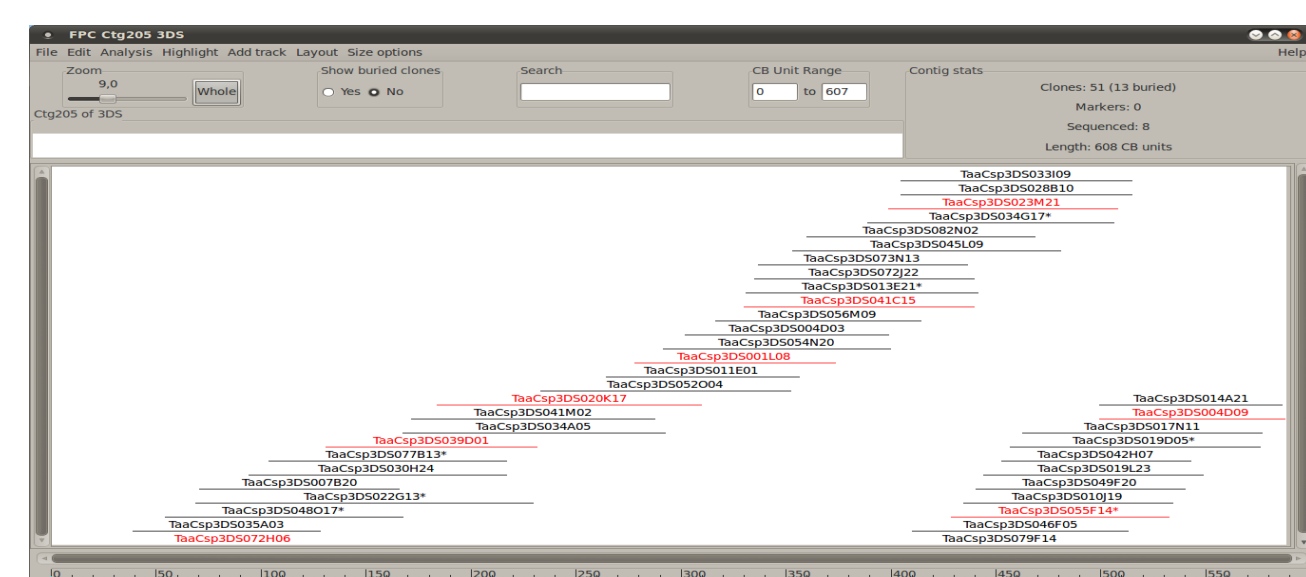 FPC Ctg205 3DS
File Edit Analysis Highlight Add track Layout Size options Help
Zoom Show buried clones Search CB Unit Range Contig stats
9,0 Whole Yes No 0 to 607
Clones: 51 (13 buried)
Markers: 0
Sequenced: 8
Length: 608 CB units
Ctg205 of 3DS
TaaCsp3DS033I09
TaaCsp3DS028B10
TaaCsp3DS023M21
TaaCsp3DS034G17*
TaaCsp3DS082N02
TaaCsp3DS045L09
TaaCsp3DS073N13
TaaCsp3DS072J22
TaaCsp3DS013E21*
TaaCsp3DS041C15
TaaCsp3DS056M09
TaaCsp3DS004D03
TaaCsp3DS054N20
TaaCsp3DS001L08
TaaCsp3DS011E01
TaaCsp3DS052O04
TaaCsp3DS020K17 TaaCsp3DS014A21
TaaCsp3DS041M02 TaaCsp3DS004D09
TaaCsp3DS034A05 TaaCsp3DS017N11
TaaCsp3DS039D01 TaaCsp3DS019D05*
TaaCsp3DS077B13* TaaCsp3DS042H07
TaaCsp3DS030H24 TaaCsp3DS019L23
TaaCsp3DS007B20 TaaCsp3DS049F20
TaaCsp3DS022G13* TaaCsp3DS010J19
TaaCsp3DS048O17* TaaCsp3DS055F14*
TaaCsp3DS035A03 TaaCsp3DS046F05
TaaCsp3DS072H06 TaaCsp3DS079F14
0 50 100 150 200 250 300 350 400 450 500 550